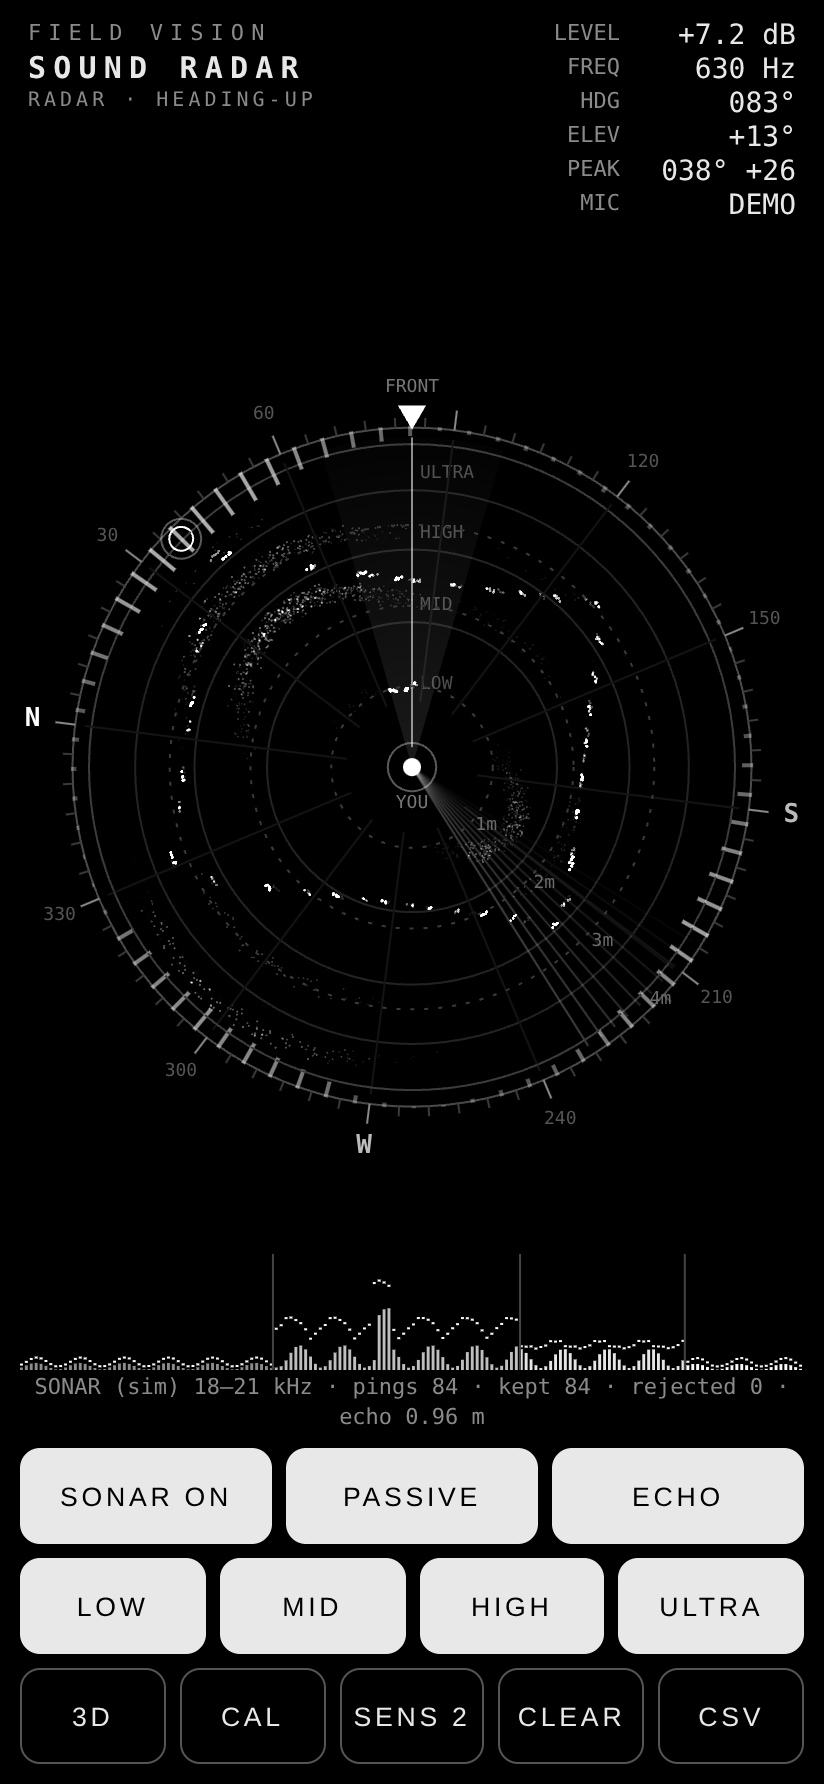 FIELD VISION
SOUND RADAR
RADAR · HEADING-UP
LEVEL +7.2 dB
FREQ 630 Hz
HDG 083°
ELEV +13°
PEAK 038° +26
MIC DEMO
FRONT
60
120
ULTRA
30
HIGH
MID
150
LOW
N
YOU
S
1m
2m
330
3m
4m
210
300
240
W
SONAR (sim) 18–21 kHz · pings 84 · kept 84 · rejected 0 ·
echo 0.96 m
SONAR ON PASSIVE ECHO
LOW MID HIGH ULTRA
3D CAL SENS 2 CLEAR CSV